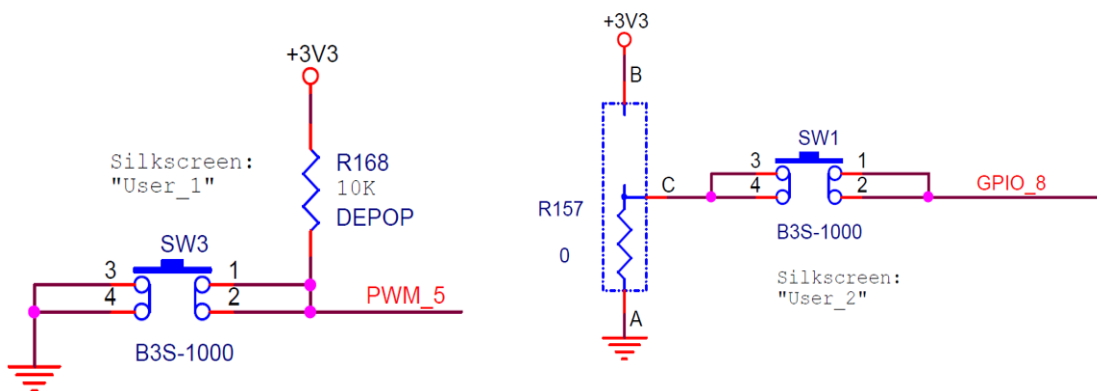 +3V3
Silkscreen:
"User_1"
R168
10K
DEPOP
SW3
3
4
1
2
PWM_5
B3S-1000
+3V3
B
SW1
3
4
1
2
C
GPIO_8
R157
0
B3S-1000
Silkscreen:
"User_2"
A